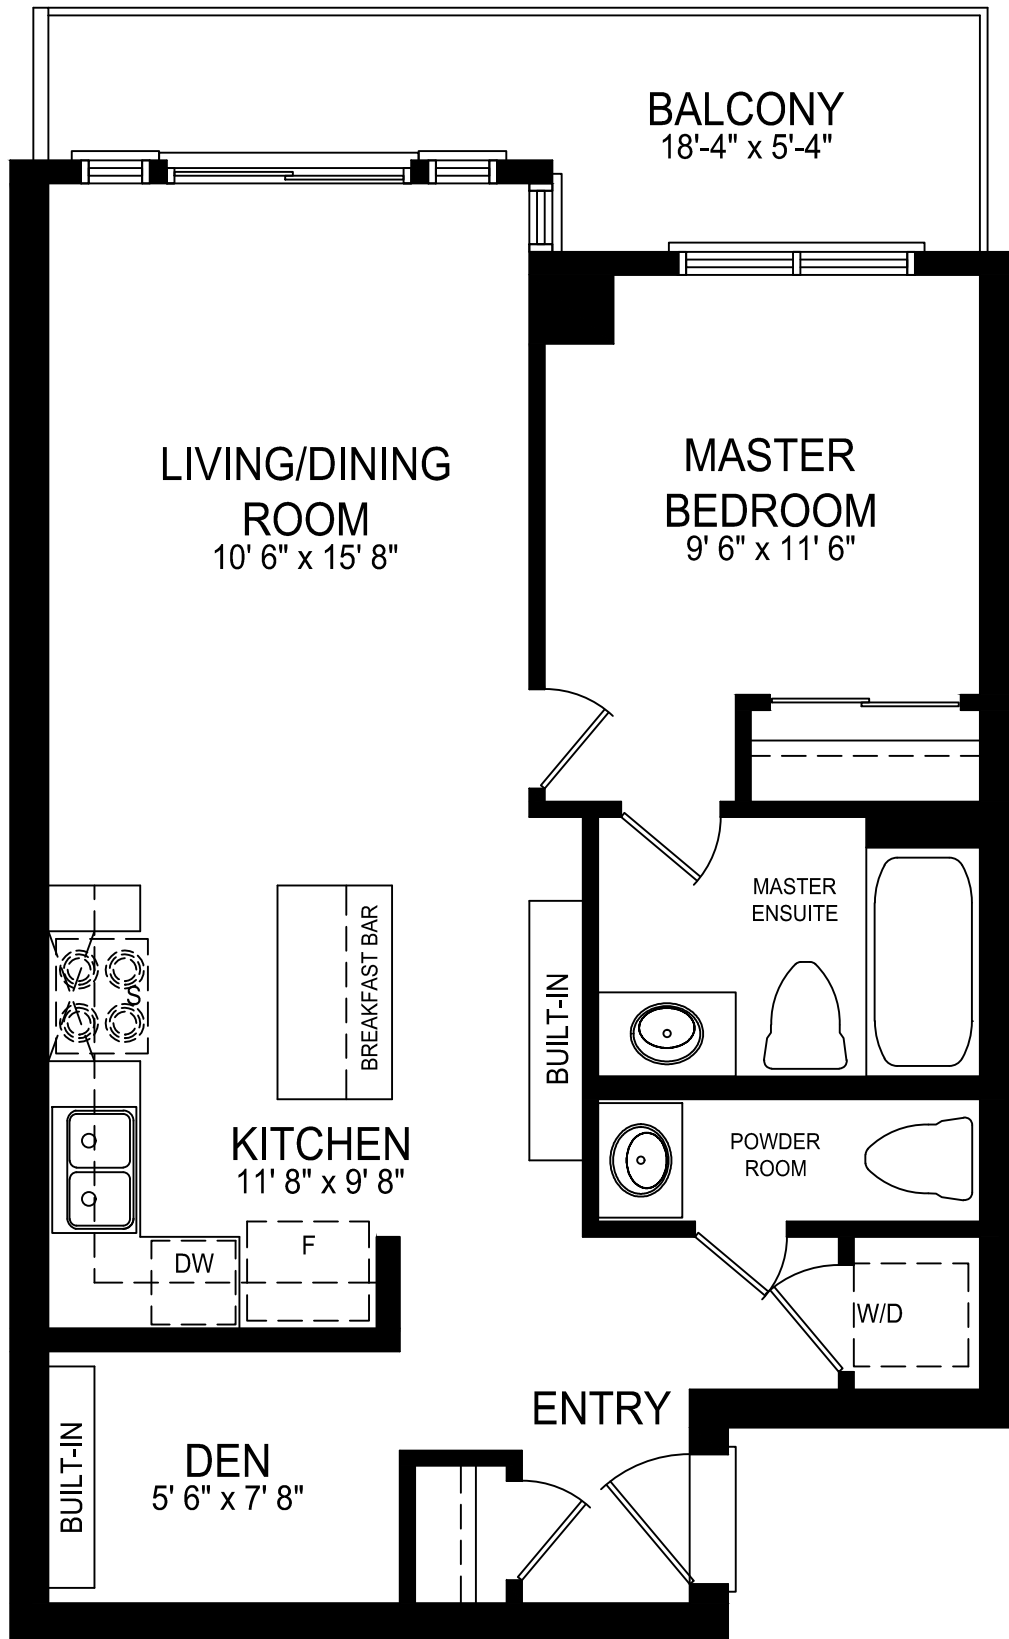 BALCONY
18'-4" x 5'-4"
LIVING/DINING
ROOM
10' 6" x 15' 8"
MASTER
BEDROOM
9' 6" x 11' 6"
MASTER
ENSUITE
BREAKFAST BAR
S
BUILT-IN
KITCHEN
11' 8" x 9' 8"
POWDER
ROOM
DW
F
W/D
ENTRY
BUILT-IN
DEN
5' 6" x 7' 8"